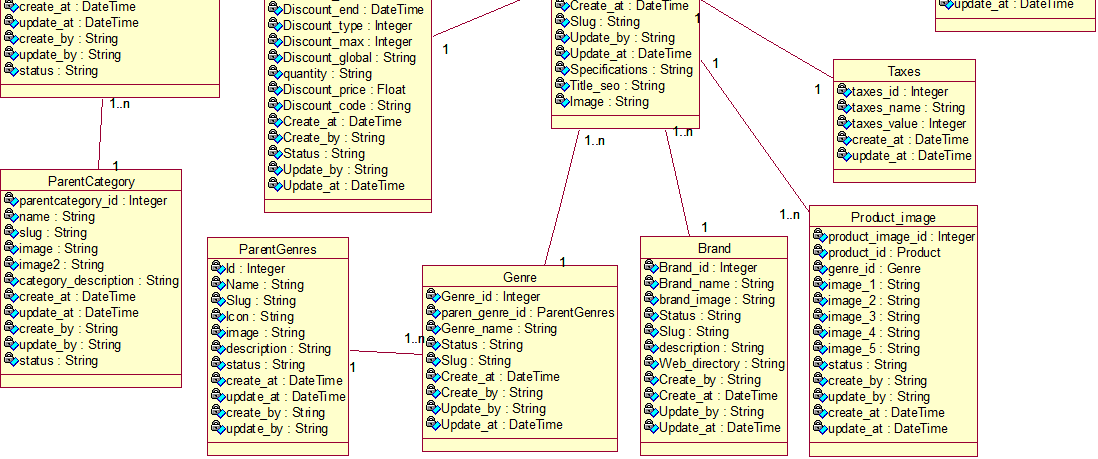 create_at : DateTime
update_at : DateTime
create_by : String
update_by : String
status : String
1..n
1
ParentCategory
parentcategory_id : Integer
name : String
slug : String
image : String
image2 : String
category_description : String
create_at : DateTime
update_at : DateTime
create_by : String
update_by : String
status : String
Discount_end : DateTime
Discount_type : Integer
Discount_max : Integer
Discount_global : String
quantity : String
Discount_price : Float
Discount_code : String
Create_at : DateTime
Create_by : String
Status : String
Update_by : String
Update_at : DateTime
1
ParentGenres
Id : Integer
Name : String
Slug : String
Icon : String
image : String
description : String
status : String
create_at : DateTime
update_at : DateTime
create_by : String
update_by : String
1
1..n
Create_at : DateTime
Slug : String
Update_by : String
Update_at : DateTime
Specifications : String
Title_seo : String
Image : String
1
1
1..n
1..n
1
Genre
Genre_id : Integer
paren_genre_id : ParentGenres
Genre_name : String
Status : String
Slug : String
Create_at : DateTime
Create_by : String
Update_by : String
Update_at : DateTime
1
Brand
Brand_id : Integer
Brand_name : String
brand_image : String
Status : String
Slug : String
description : String
Web_directory : String
Create_by : String
Create_at : DateTime
Update_by : String
Update_at : DateTime
update_at : DateTime
1
Taxes
taxes_id : Integer
taxes_name : String
taxes_value : Integer
create_at : DateTime
update_at : DateTime
1..n
Product_image
product_image_id : Integer
product_id : Product
genre_id : Genre
image_1 : String
image_2 : String
image_3 : String
image_4 : String
image_5 : String
status : String
create_by : String
update_by : String
create_at : DateTime
update_at : DateTime